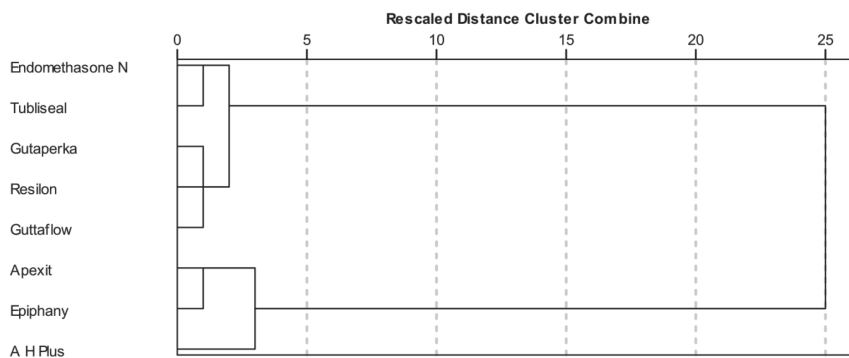 Rescaled Distance Cluster Combine
0 5 10 15 20 25
Endomethasone N
Tubliseal
Gutaperka
Resilon
Guttaflow
Apexit
Epiphany
A H Plus